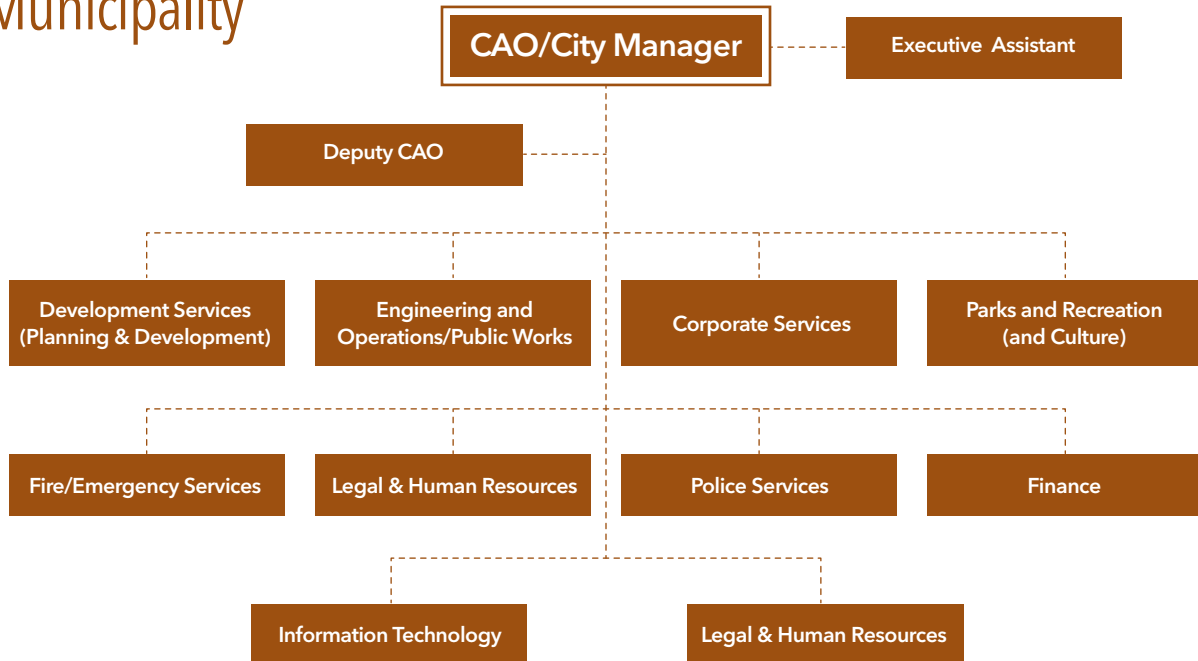 Municipality
CAO/City Manager
Executive Assistant
Deputy CAO
Development Services
(Planning & Development)
Engineering and
Operations/Public Works
Corporate Services
Parks and Recreation
(and Culture)
Fire/Emergency Services
Legal & Human Resources
Police Services
Finance
Information Technology
Legal & Human Resources